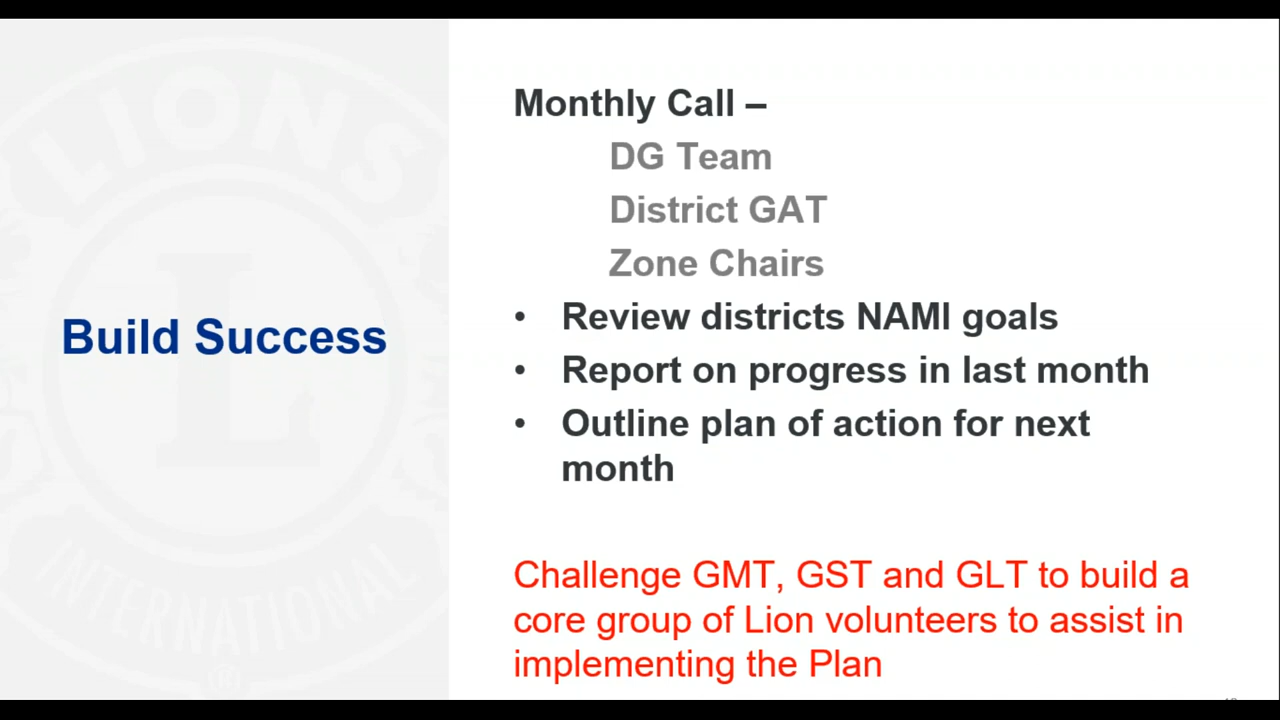 LIONS
L
INTERNATIONAL
®
Build Success
Monthly Call –
DG Team
District GAT
Zone Chairs
• Review districts NAMI goals
• Report on progress in last month
• Outline plan of action for next
month
Challenge GMT, GST and GLT to build a
core group of Lion volunteers to assist in
implementing the Plan